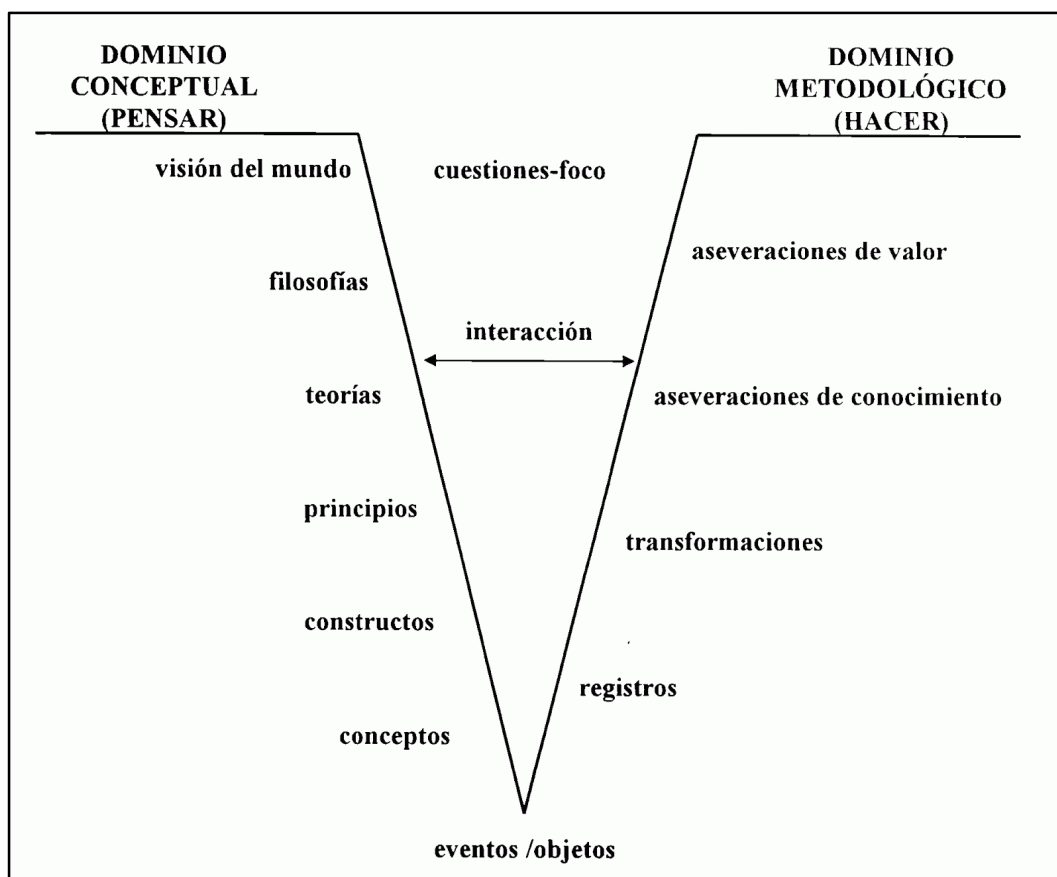 DOMINIO
CONCEPTUAL
(PENSAR)
DOMINIO
METODOLÓGICO
(HACER)
visión del mundo
cuestiones-foco
aseveraciones de valor
filosofías
interacción
teorías
aseveraciones de conocimiento
principios
transformaciones
constructos
registros
conceptos
eventos /objetos